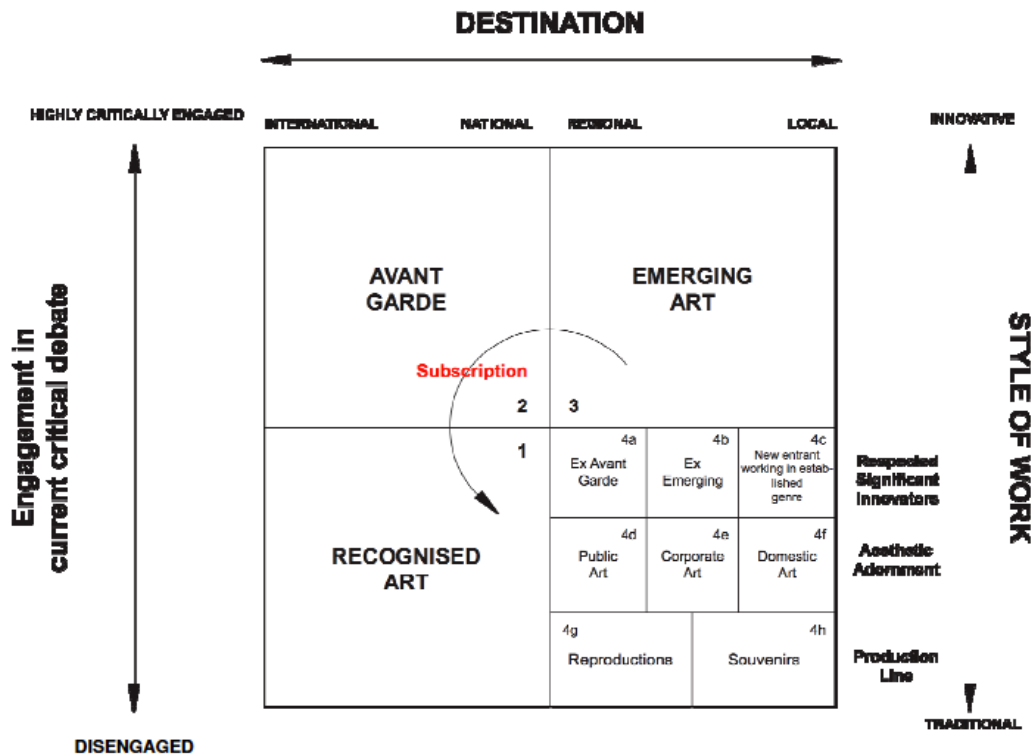 DESTINATION
HIGHLY CRITICALLY ENGAGED
INTERNATIONAL
NATIONAL
REGIONAL
LOCAL
INNOVATIVE
AVANT
GARDE
EMERGING
ART
Engagement in
current critical debate
STYLE OF WORK
Subscription
2
3
1
4a
Ex Avant
Garde
4b
Ex
Emerging
4c
New entrant
working in estab-
lished
genre
Respected
Significant
Innovators
RECOGNISED
ART
4d
Public
Art
4e
Corporate
Art
4f
Domestic
Art
Aesthetic
Adornment
4g
Reproductions
4h
Souvenirs
Production
Line
TRADITIONAL
DISENGAGED